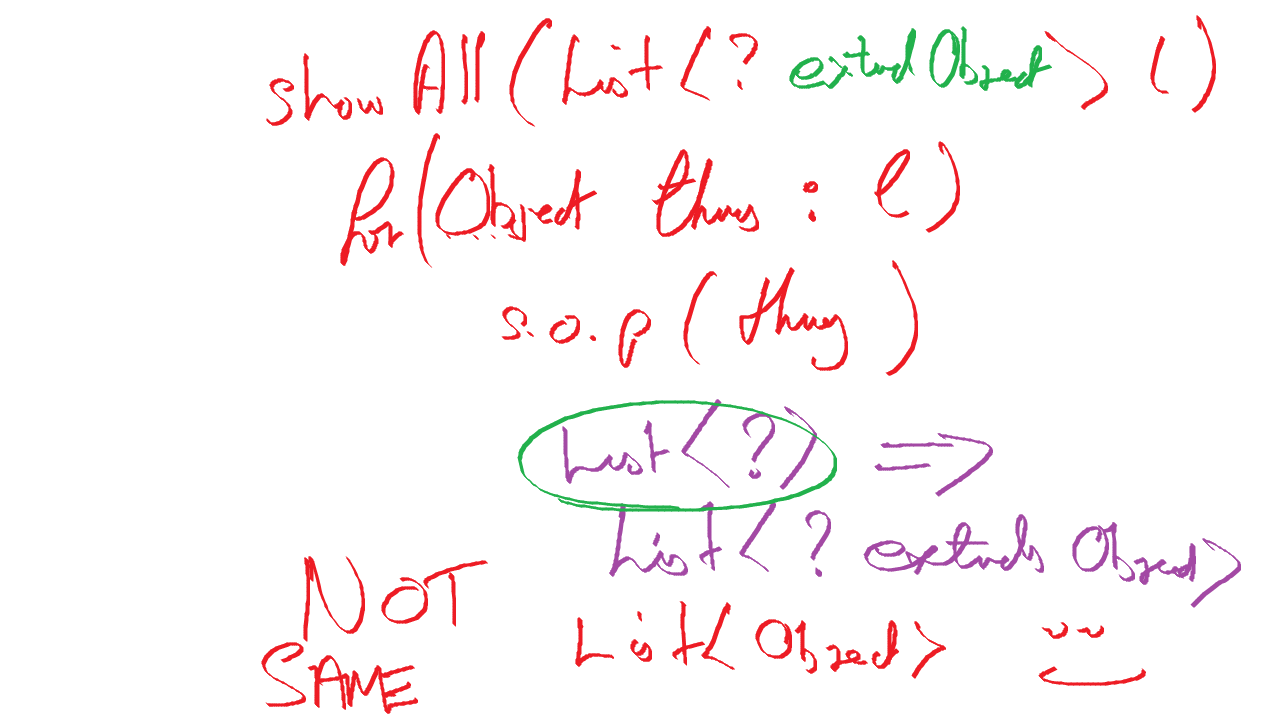 show All (List <? extend Object> l)
for (Object thing : l)
s.o.p (thing)
List <?> =>
List <? extends Object>
NOT
List <Object>
SAME